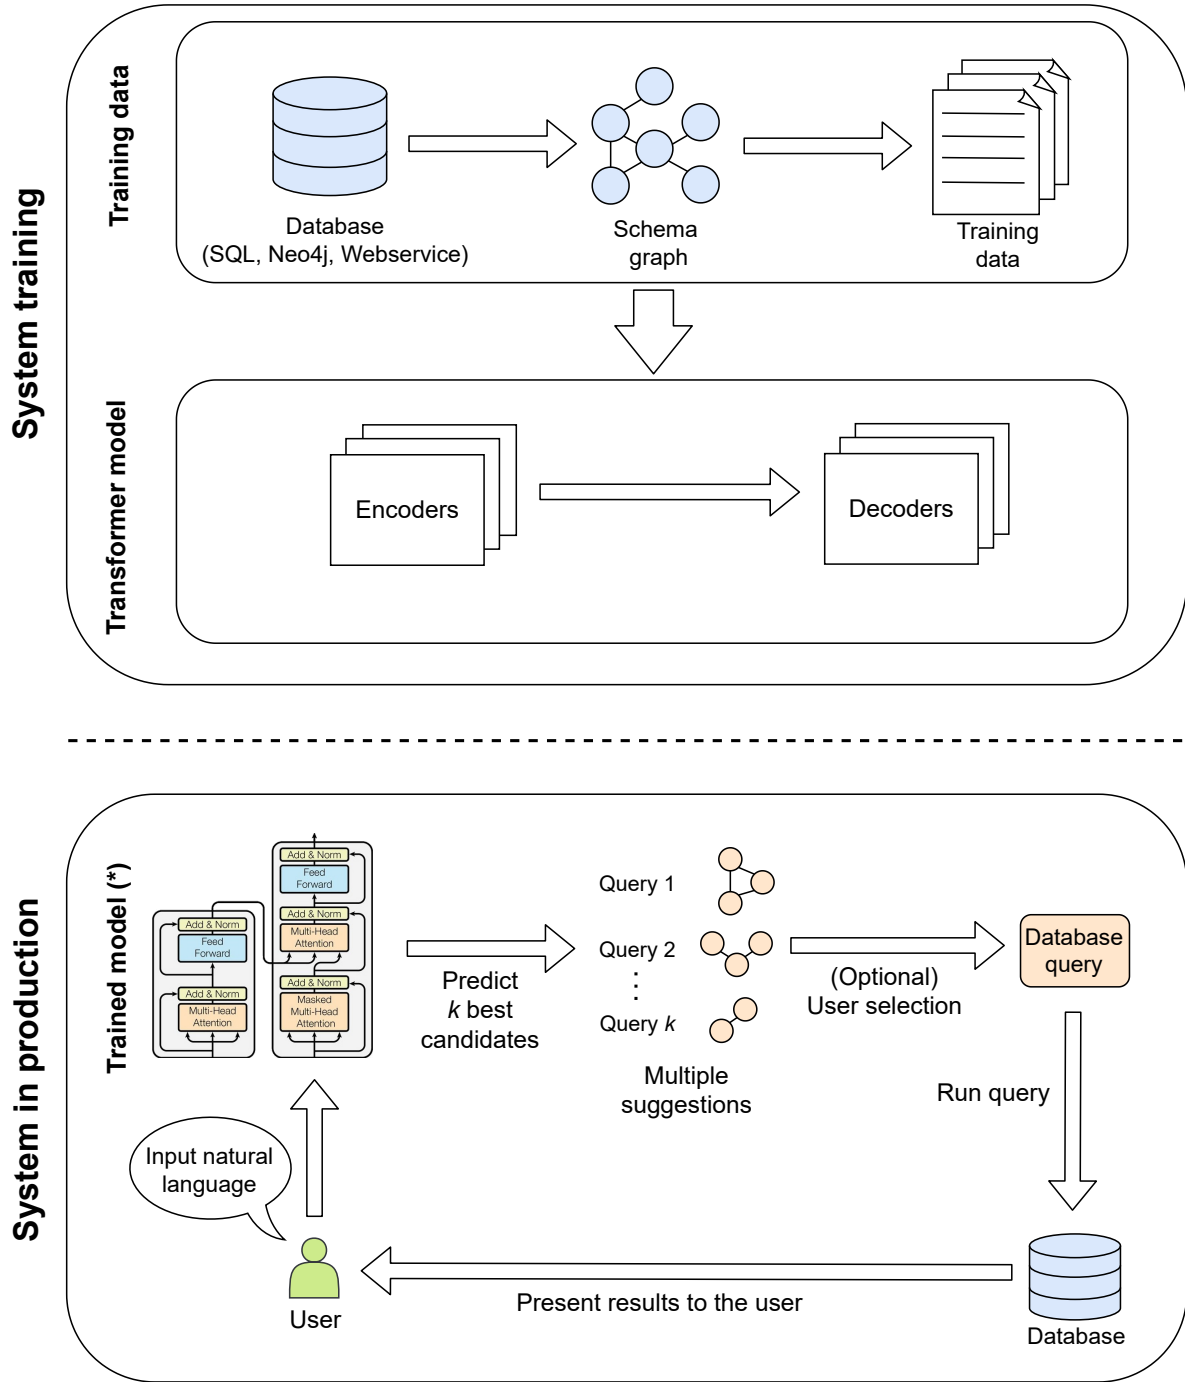 System training
Training data
Database
(SQL, Neo4j, Webservice)
Schema
graph
Training
data
Transformer model
Encoders
Decoders
System in production
Trained model (*)
Add & Norm
Feed
Forward
Add & Norm
Multi-Head
Attention
Add & Norm
Feed
Forward
Add & Norm
Multi-Head
Attention
Add & Norm
Masked
Multi-Head
Attention
Predict
k best
candidates
Query 1
Query 2
⋮
Query k
Multiple
suggestions
(Optional)
User selection
Database
query
Run query
Input natural
language
User
Present results to the user
Database